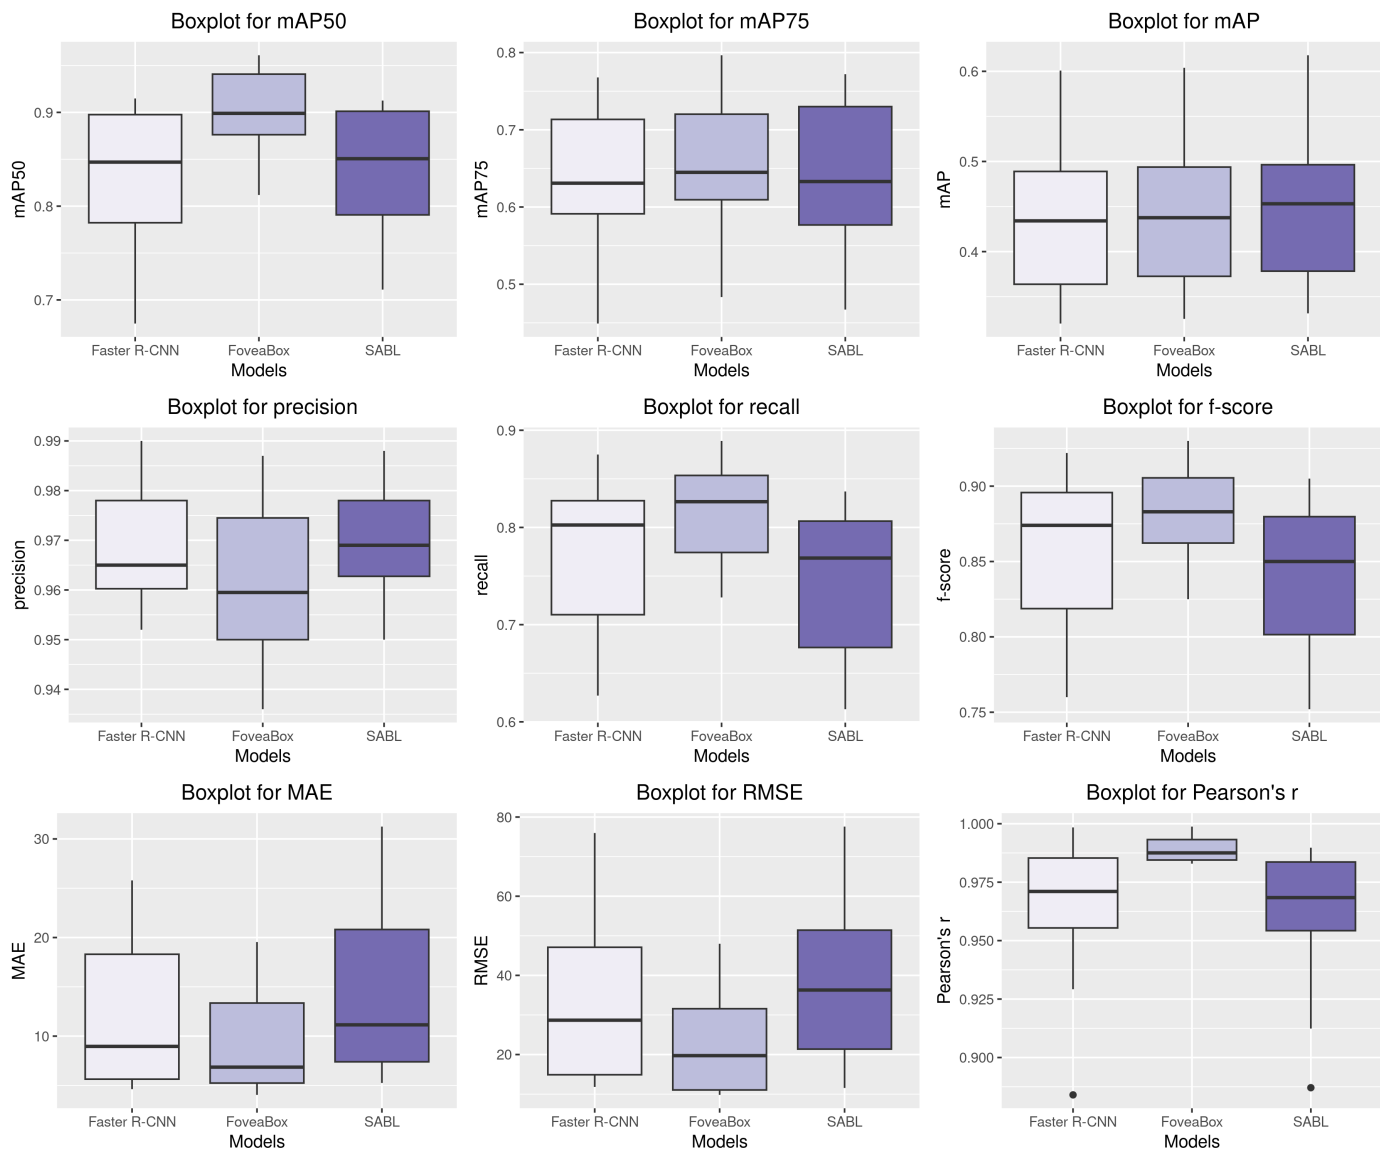 Boxplot for mAP50
mAP50
0.9
0.8
0.7
Faster R-CNN FoveaBox SABL
Models
Boxplot for mAP75
mAP75
0.8
0.7
0.6
0.5
Faster R-CNN FoveaBox SABL
Models
Boxplot for mAP
mAP
0.6
0.5
0.4
Faster R-CNN FoveaBox SABL
Models
Boxplot for precision
precision
0.99
0.98
0.97
0.96
0.95
0.94
Faster R-CNN FoveaBox SABL
Models
Boxplot for recall
recall
0.9
0.8
0.7
0.6
Faster R-CNN FoveaBox SABL
Models
Boxplot for f-score
f-score
0.90
0.85
0.80
0.75
Faster R-CNN FoveaBox SABL
Models
Boxplot for MAE
MAE
30
20
10
Faster R-CNN FoveaBox SABL
Models
Boxplot for RMSE
RMSE
80
60
40
20
Faster R-CNN FoveaBox SABL
Models
Boxplot for Pearson's r
Pearson's r
1.000
0.975
0.950
0.925
0.900
Faster R-CNN FoveaBox SABL
Models